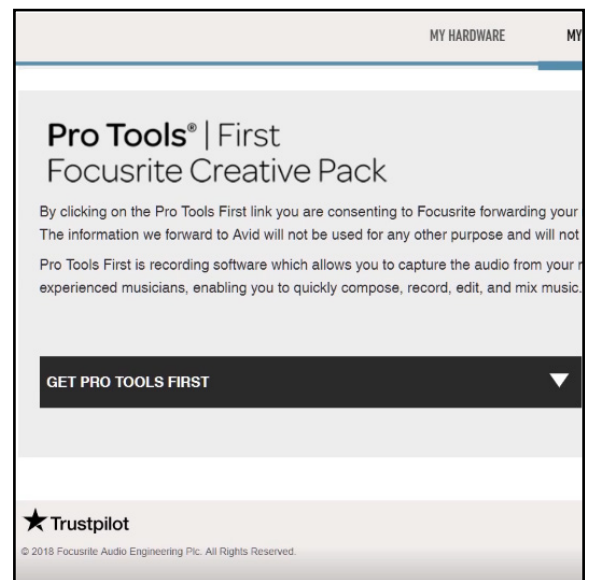 MY HARDWARE MY
Pro Tools® | First
Focusrite Creative Pack
By clicking on the Pro Tools First link you are consenting to Focusrite forwarding your
The information we forward to Avid will not be used for any other purpose and will not
Pro Tools First is recording software which allows you to capture the audio from your
experienced musicians, enabling you to quickly compose, record, edit, and mix music.
GET PRO TOOLS FIRST
Trustpilot
© 2018 Focusrite Audio Engineering Plc. All Rights Reserved.